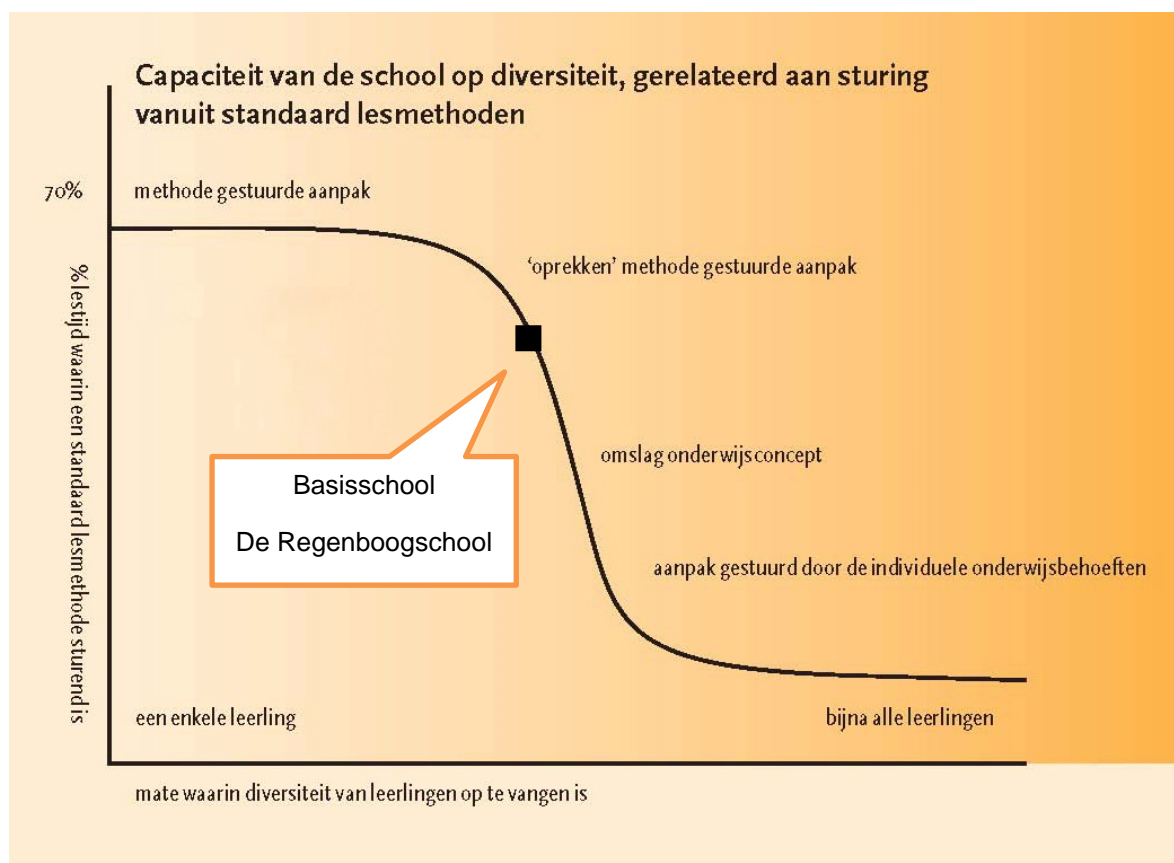 Capaciteit van de school op diversiteit, gerelateerd aan sturing
vanuit standaard lesmethoden
70%
methode gestuurde aanpak
'oprekken' methode gestuurde aanpak
% lestijd waarin een standaard lesmethode sturend is
Basisschool
De Regenboogschool
omslag onderwijsconcept
aanpak gestuurd door de individuele onderwijsbehoeften
een enkele leerling
bijna alle leerlingen
mate waarin diversiteit van leerlingen op te vangen is